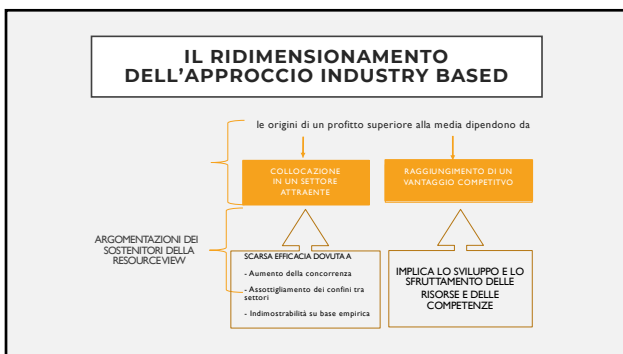 IL RIDIMENSIONAMENTO
DELL'APPROCCIO INDUSTRY BASED
le origini di un profitto superiore alla media dipendono da
COLLOCAZIONE
IN UN SETTORE
ATTRAENTE
RAGGIUNGIMENTO DI UN
VANTAGGIO COMPETITVO
ARGOMENTAZIONI DEI
SOSTENITORI DELLA
RESOURCE VIEW
SCARSA EFFICACIA DOVUTA A
- Aumento della concorrenza
- Assottigliamento dei confini tra
settori
- Indimostrabilità su base empirica
IMPLICA LO SVILUPPO E LO
SFRUTTAMENTO DELLE
RISORSE E DELLE
COMPETENZE